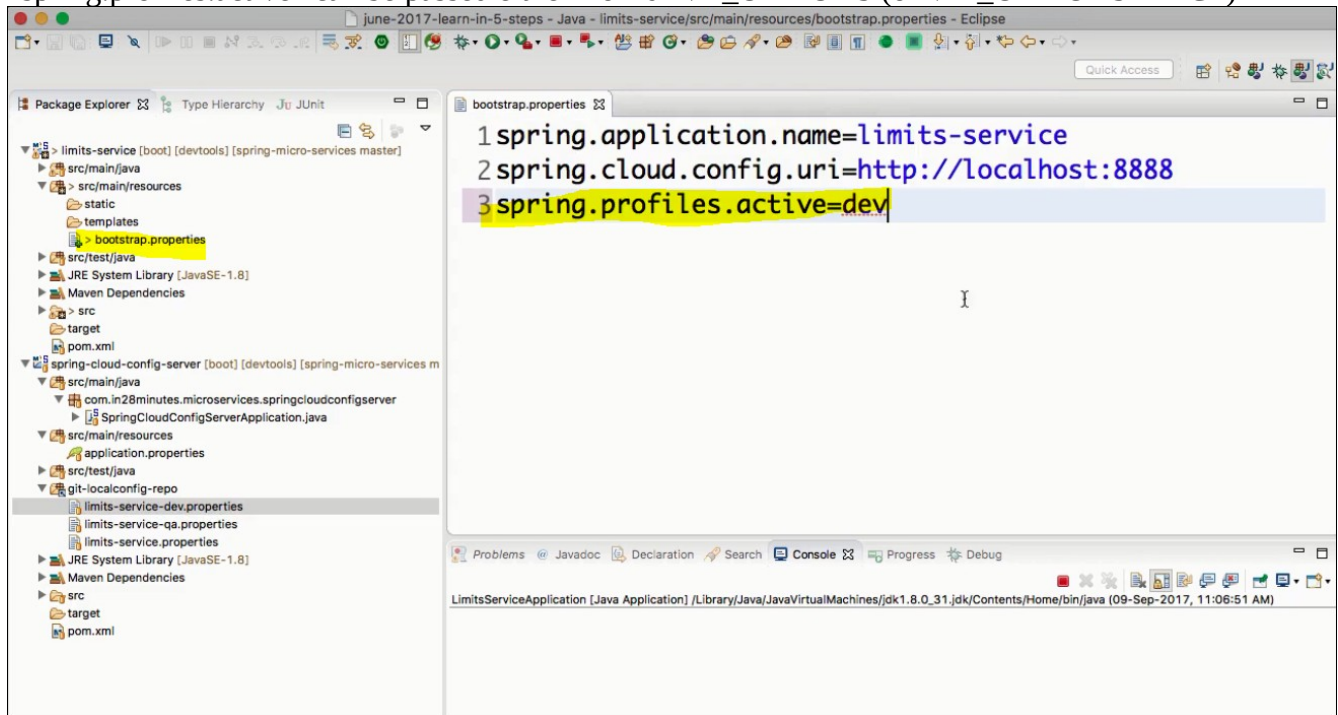 june-2017-learn-in-5-steps - Java - limits-service/src/main/resources/bootstrap.properties - Eclipse
Quick Access
Package Explorer Type Hierarchy JUnit
> limits-service [boot] [devtools] [spring-micro-services master]
src/main/java
> src/main/resources
static
templates
> bootstrap.properties
src/test/java
JRE System Library [JavaSE-1.8]
Maven Dependencies
> src
target
pom.xml
spring-cloud-config-server [boot] [devtools] [spring-micro-services m
src/main/java
com.in28minutes.microservices.springcloudconfigserver
SpringCloudConfigServerApplication.java
src/main/resources
application.properties
src/test/java
git-localconfig-repo
limits-service-dev.properties
limits-service-qa.properties
limits-service.properties
JRE System Library [JavaSE-1.8]
Maven Dependencies
src
target
pom.xml
bootstrap.properties
1 spring.application.name=limits-service
2 spring.cloud.config.uri=http://localhost:8888
3 spring.profiles.active=dev
Problems @ Javadoc Declaration Search Console Progress Debug
LimitsServiceApplication [Java Application] /Library/Java/JavaVirtualMachines/jdk1.8.0_31.jdk/Contents/Home/bin/java (09-Sep-2017, 11:06:51 AM)